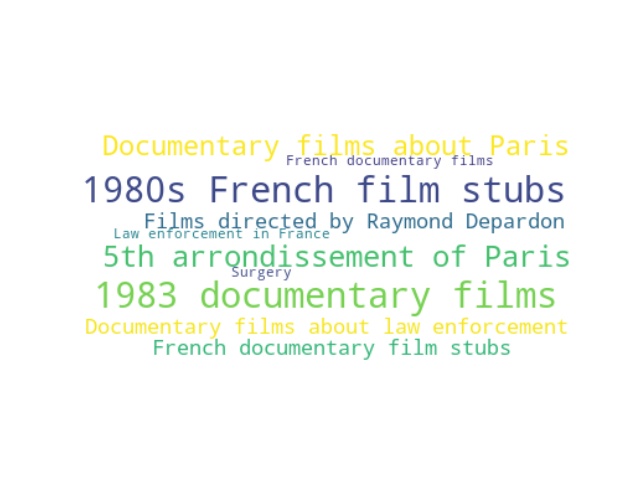 Documentary films about Paris
French documentary films
1980s French film stubs
Films directed by Raymond Depardon
Law enforcement in France
5th arrondissement of Paris
Surgery
1983 documentary films
Documentary films about law enforcement
French documentary film stubs